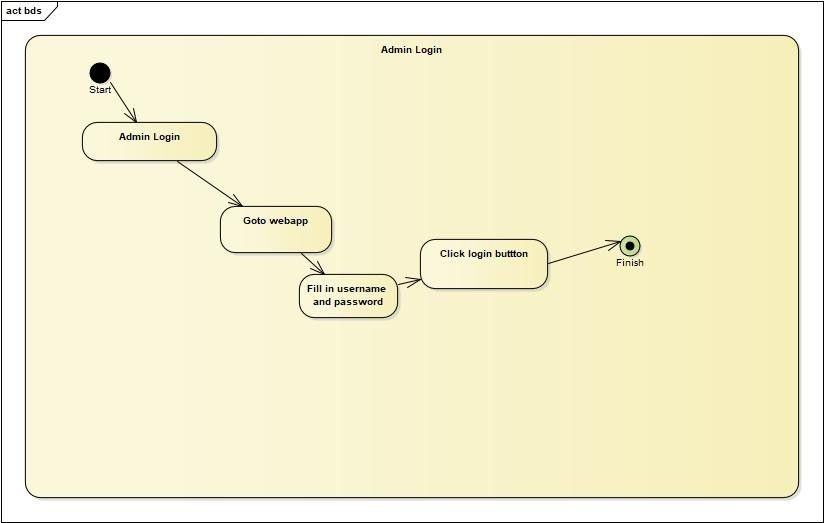 act bds
Admin Login
Start
Admin Login
Goto webapp
Fill in username
and password
Click login buttton
Finish